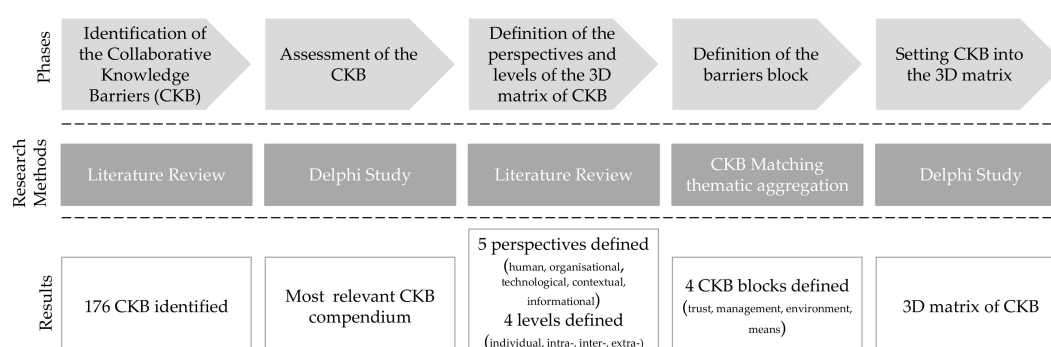 Phases
Identification of
the Collaborative
Knowledge
Barriers (CKB)
Assessment of the
CKB
Definition of the
perspectives and
levels of the 3D
matrix of CKB
Definition of the
barriers block
Setting CKB into
the 3D matrix
Research
Methods
Literature Review
Delphi Study
Literature Review
CKB Matching
thematic aggregation
Delphi Study
Results
176 CKB identified
Most relevant CKB
compendium
5 perspectives defined
(human, organisational,
technological, contextual,
informational)
4 levels defined
(individual, intra-, inter-, extra-)
4 CKB blocks defined
(trust, management, environment,
means)
3D matrix of CKB